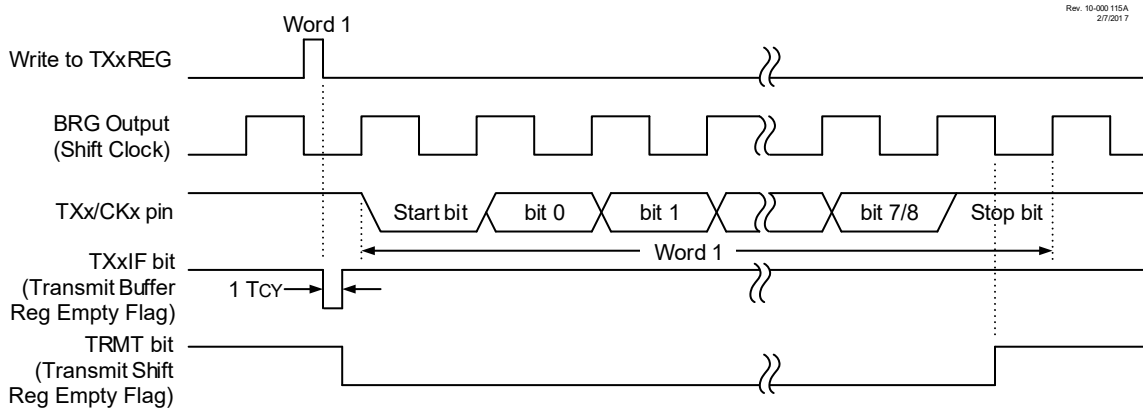 Rev. 10-000 115A
2/7/201 7
Word 1
Write to TXxREG
BRG Output
(Shift Clock)
TXx/CKx pin
Start bit
bit 0
bit 1
bit 7/8
Stop bit
Word 1
TXxIF bit
(Transmit Buffer
Reg Empty Flag)
1 TCY
TRMT bit
(Transmit Shift
Reg Empty Flag)